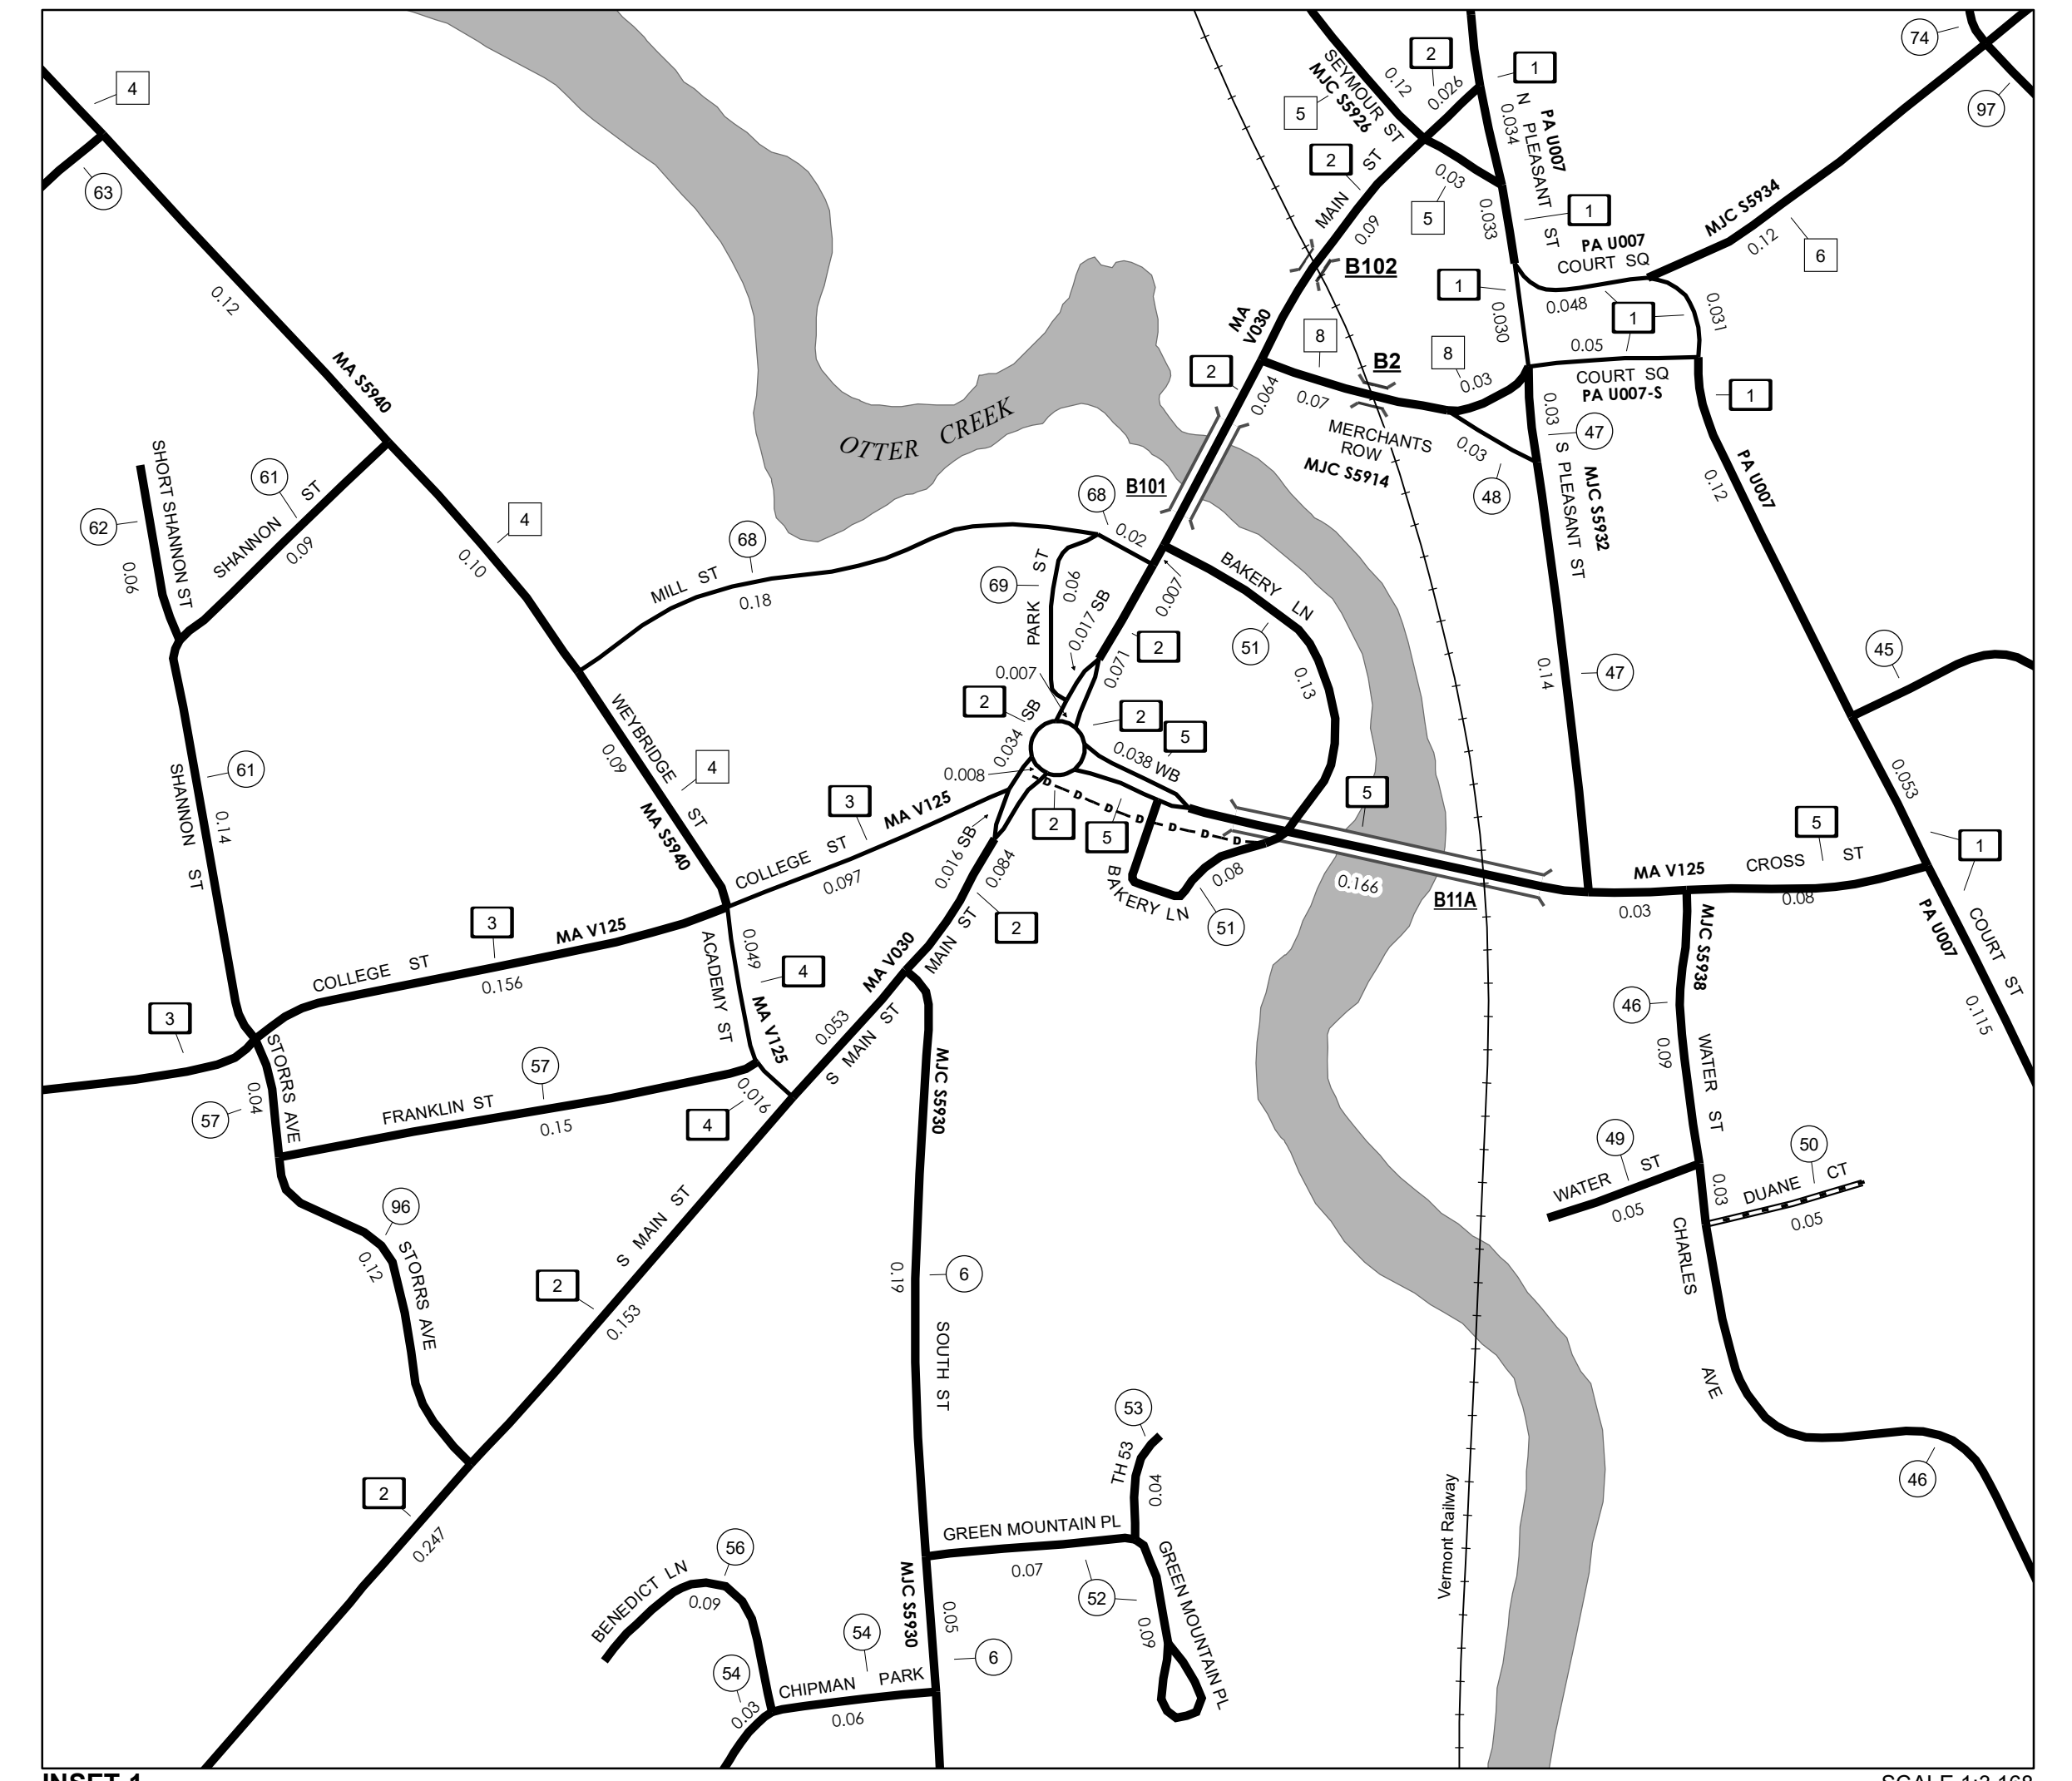 74
2
1
4
SEYMOUR ST
MJC S5926
0.12
0.026
97
5
0.034
N PLEASANT ST
PA U007
2
63
MAIN ST
0.03
5
0.033
1
MJC S5934
0.12
6
0.09
PA U007
COURT SQ
B102
1
0.048
0.030
1
0.031
0.12
MA V030
8
8
B2
0.05
MA S5940
2
0.064
0.07
0.03
COURT SQ
PA U007-S
1
OTTER CREEK
0.03
47
MERCHANTS
ROW
MJC S5914
0.03
48
S PLEASANT ST
MJC S5932
PA U007
0.12
SHORT SHANNON ST
61
SHANNON ST
0.09
62
0.06
4
0.10
68
B101
0.02
68
MILL ST
0.18
PARK ST
69
0.06
0.017 SB
0.007
BAKERY LN
51
0.13
2
0.071
0.14
47
45
0.007
2
SB
0.034
2
5
0.038 WB
WEYBRIDGE ST
0.09
4
MA S5940
61
SHANNON ST
0.14
0.008
D
D
D
D
D
D
D
3
MA V125
COLLEGE ST
0.097
2
5
5
0.053
5
1
0.016 SB
0.084
BAKERY LN
0.08
51
0.166
B11A
MA V125
CROSS ST
0.03
0.08
3
MA V125
COLLEGE ST
0.156
ACADEMY ST
0.049
4
MA V125
MA V030
MAIN ST
2
MJC S5938
PA U007
COURT ST
3
0.053
S MAIN ST
46
0.115
STORRS AVE
57
0.04
57
FRANKLIN ST
0.15
0.016
4
MJC S5930
0.09
WATER ST
49
WATER ST
0.05
50
DUANE CT
0.05
0.03
96
STORRS AVE
0.12
S MAIN ST
2
0.153
0.19
6
CHARLES AVE
SOUTH ST
53
TH 53
0.04
46
2
0.247
Vermont Railway
GREEN MOUNTAIN PL
0.07
52
GREEN MOUNTAIN PL
0.09
56
BENEDICT LN
0.09
MJC S5930
0.05
54
6
54
CHIPMAN PARK
0.03
0.06